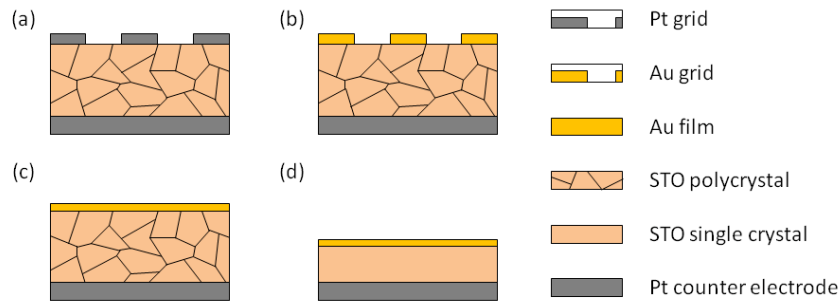 (a)
(b)
Pt grid
Au grid
Au film
(c)
(d)
STO polycrystal
STO single crystal
Pt counter electrode